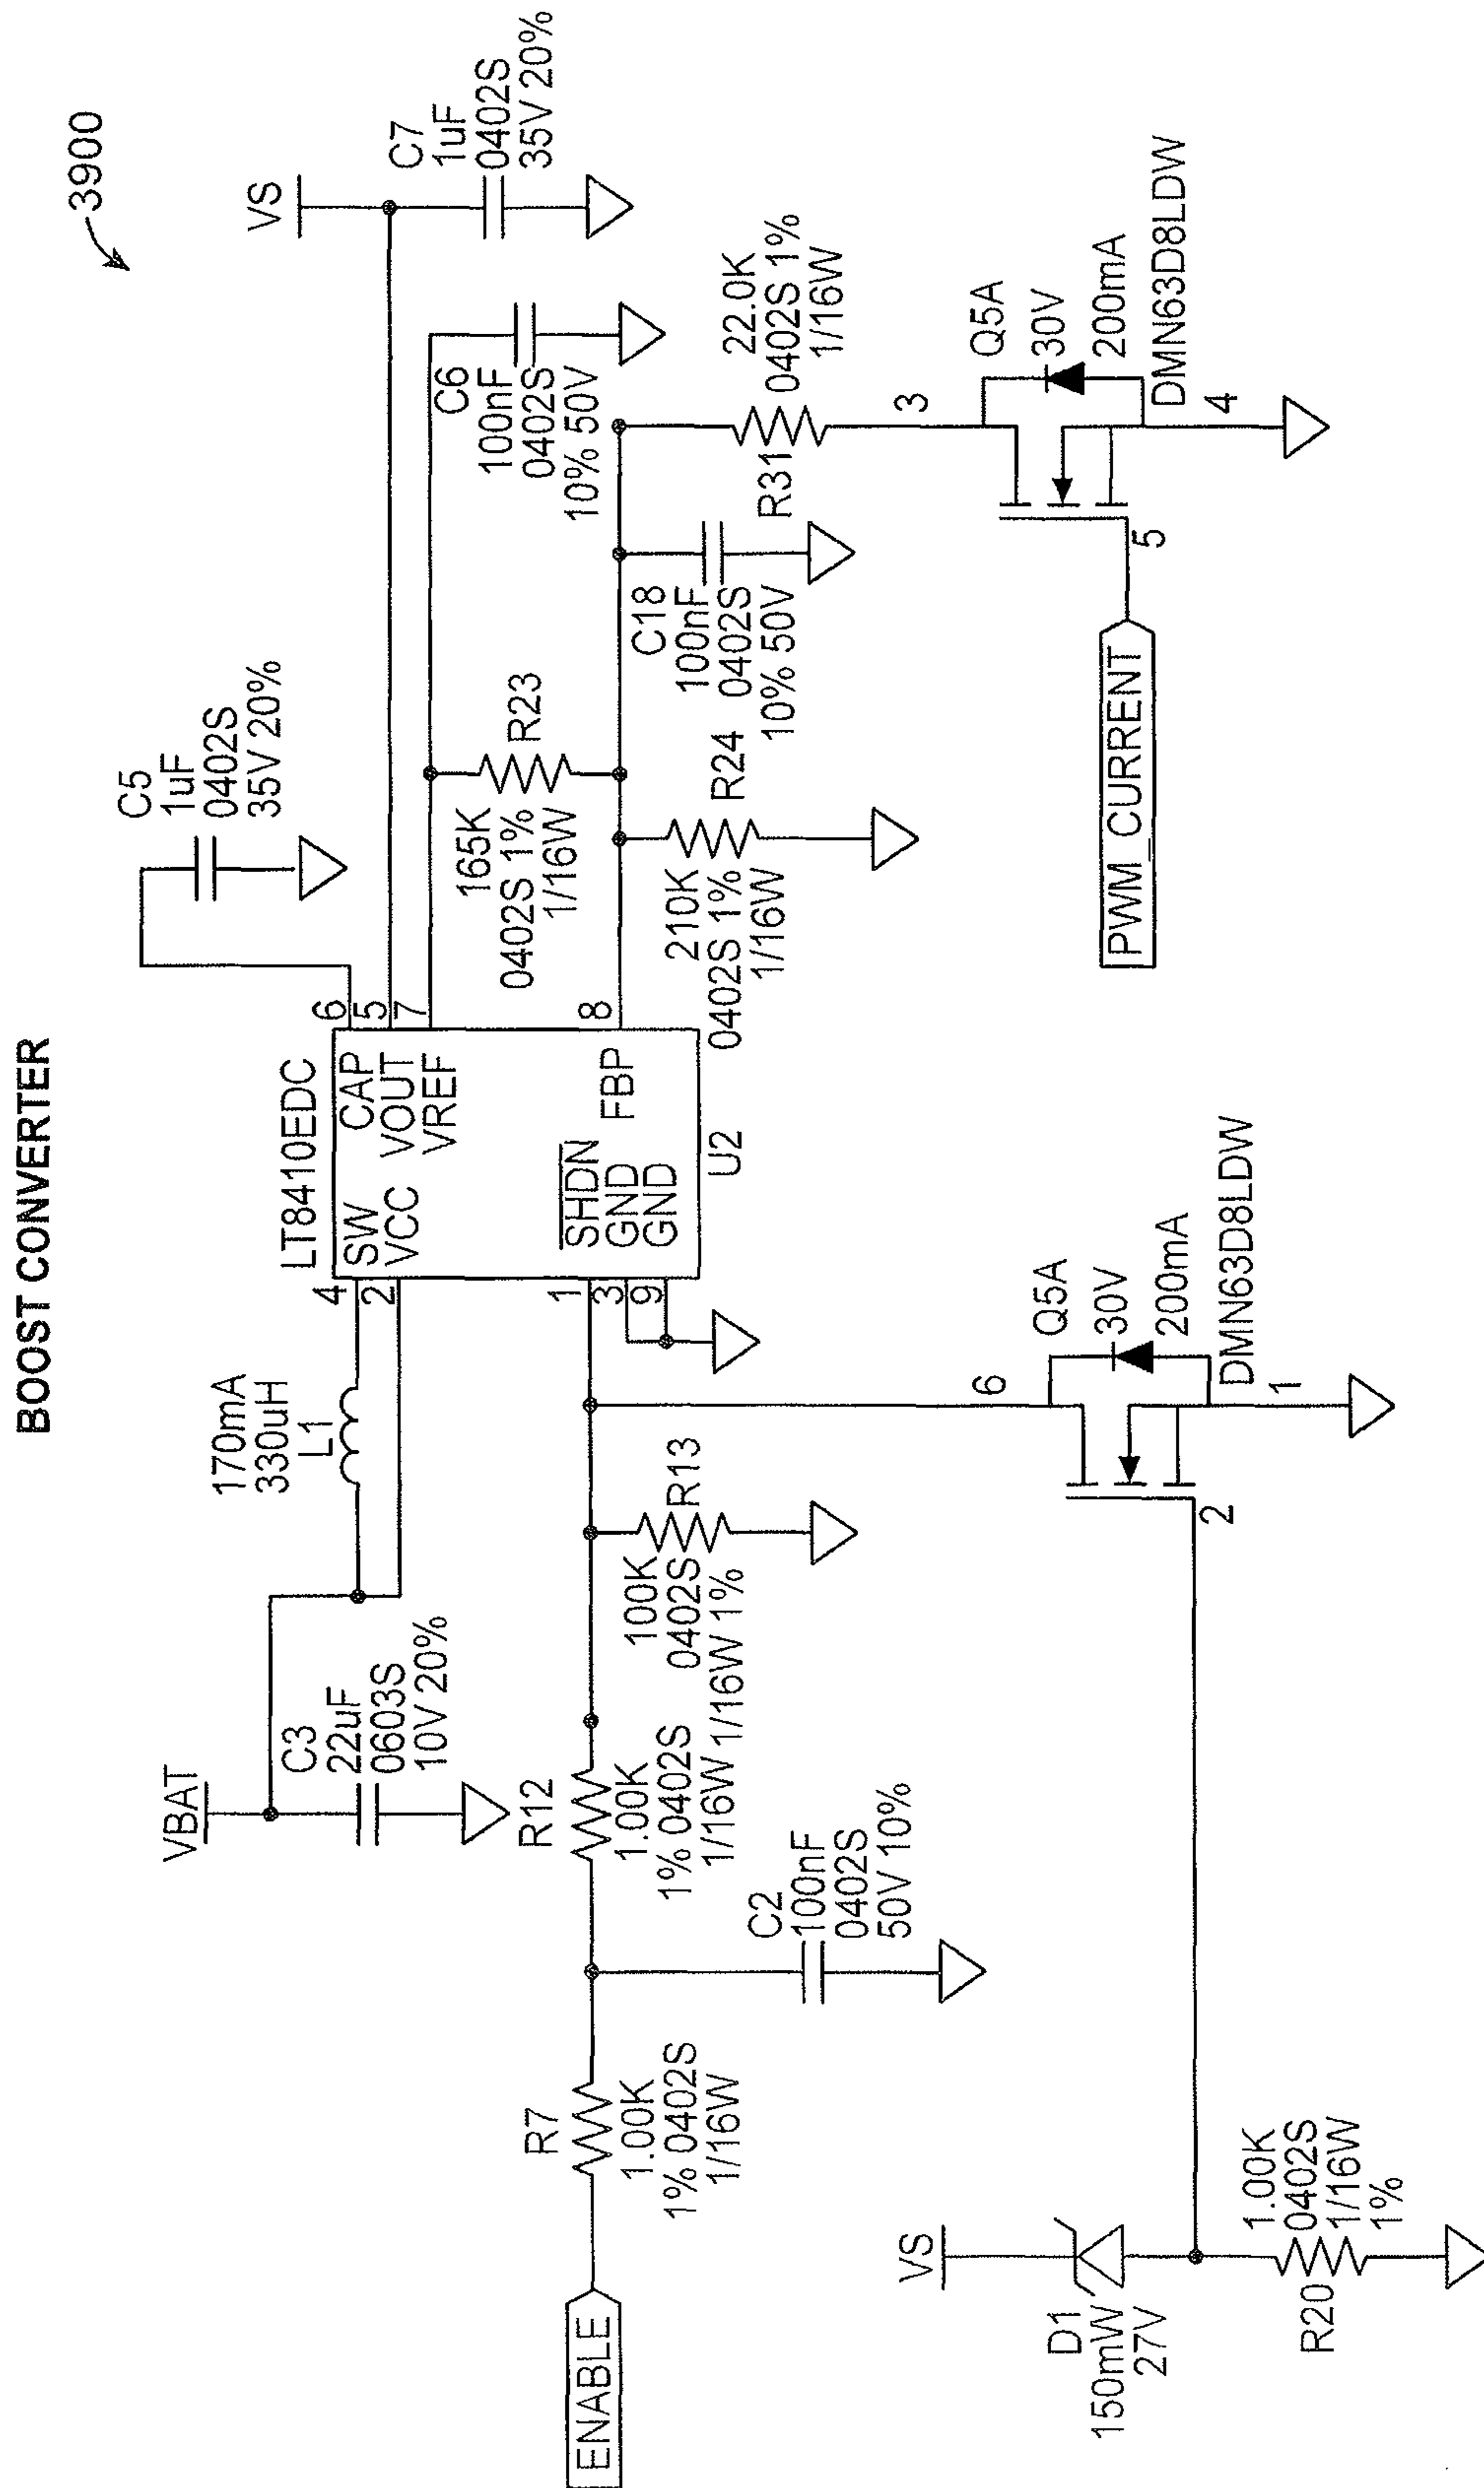 BOOST CONVERTER
3900
VBAT
C3
22uF
0603S
10V 20%
170mA
330uH
L1
LT8410EDC
SW
VCC
SHDN
GND
GND
CAP
VOUT
VREF
FBP
U2
4
2
1
3
9
6
5
7
8
C5
1uF
0402S
35V 20%
VS
C7
1uF
0402S
35V 20%
C6
100nF
0402S
10% 50V
165K
0402S 1%
1/16W
R23
210K
0402S 1%
1/16W
R24
C18
100nF
0402S
10% 50V
22.0K
0402S 1%
1/16W
R31
3
Q5A
30V
200mA
DMN63D8LDW
4
5
PWM_CURRENT
ENABLE
R7
1.00K
1% 0402S
1/16W
C2
100nF
0402S
50V 10%
R12
1.00K
1% 0402S
1/16W
100K
0402S
1/16W 1%
R13
6
Q5A
30V
200mA
DMN63D8LDW
1
2
VS
D1
150mW
27V
1.00K
0402S
1/16W
1%
R20